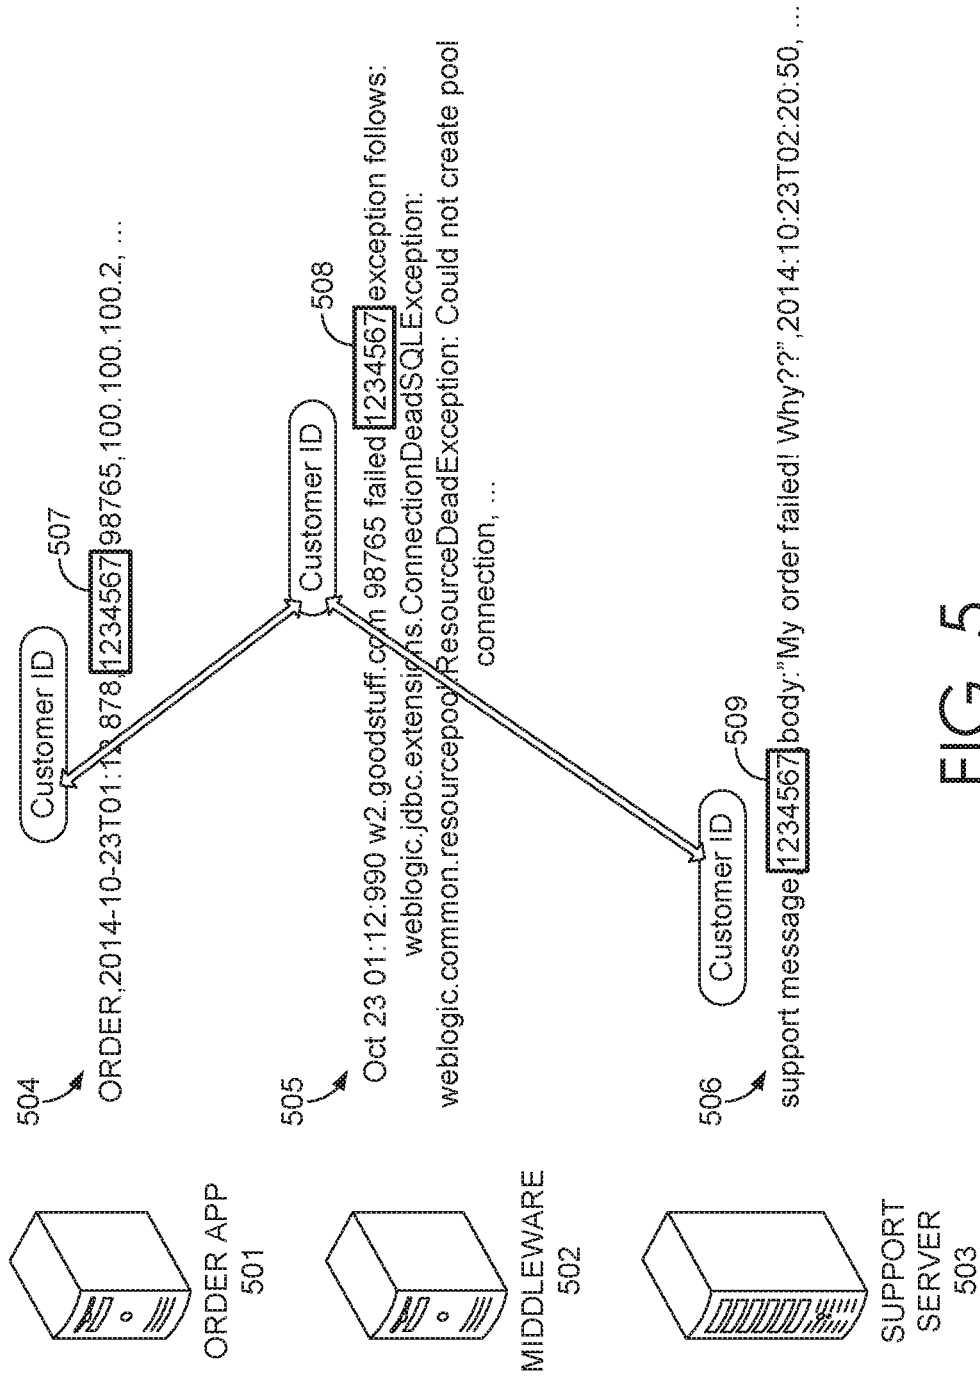 ORDER APP
501
504
ORDER,2014-10-23T01:12:878,1234567,98765,100.100.100.2, ...
Customer ID
507
MIDDLEWARE
502
505
Oct 23 01:12:990 w2.goodstuff.com 98765 failed 1234567 exception follows:
weblogic.jdbc.extensions.ConnectionDeadSQLException:
weblogic.common.resourcepool.ResourceDeadException: Could not create pool
connection, ...
Customer ID
508
SUPPORT
SERVER
503
506
support message 1234567 body:"My order failed! Why??",2014:10:23T02:20:50, ...
Customer ID
509
FIG. 5